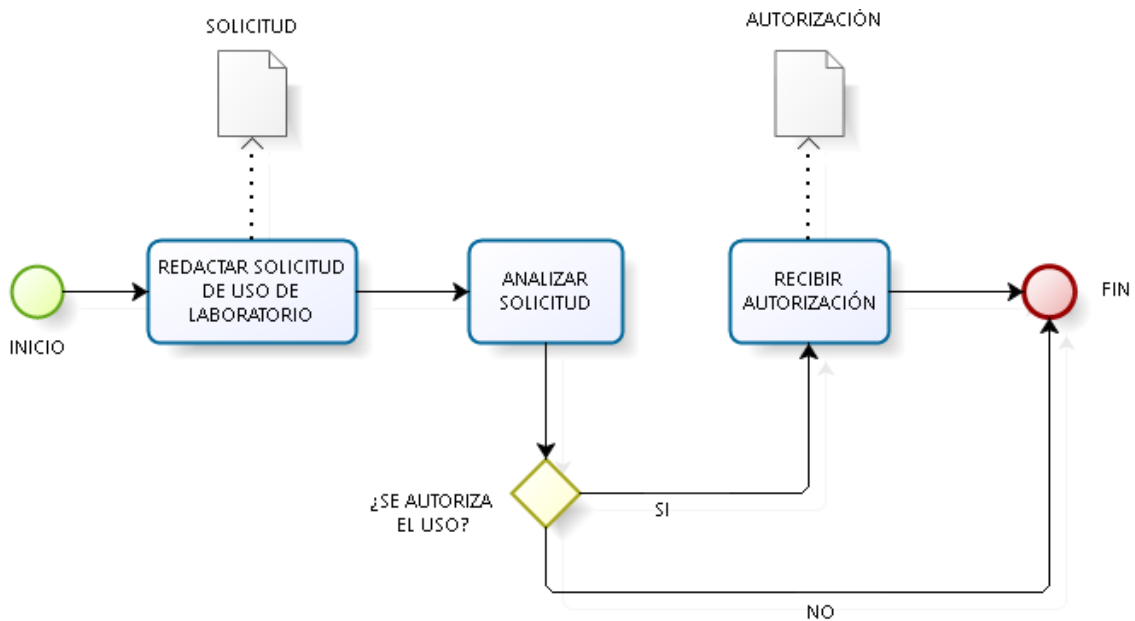 SOLICITUD
AUTORIZACIÓN
REDACTAR SOLICITUD
DE USO DE
LABORATORIO
ANALIZAR
SOLICITUD
RECIBIR
AUTORIZACIÓN
FIN
INICIO
¿SE AUTORIZA
EL USO?
SI
NO